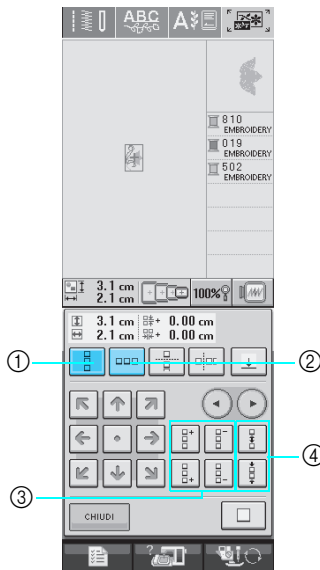 ABC A
810
EMBROIDERY
019
EMBROIDERY
502
EMBROIDERY
3.1 cm
2.1 cm
100%
3.1 cm 0.00 cm
2.1 cm 0.00 cm
①
②
④
③
CHIUDI